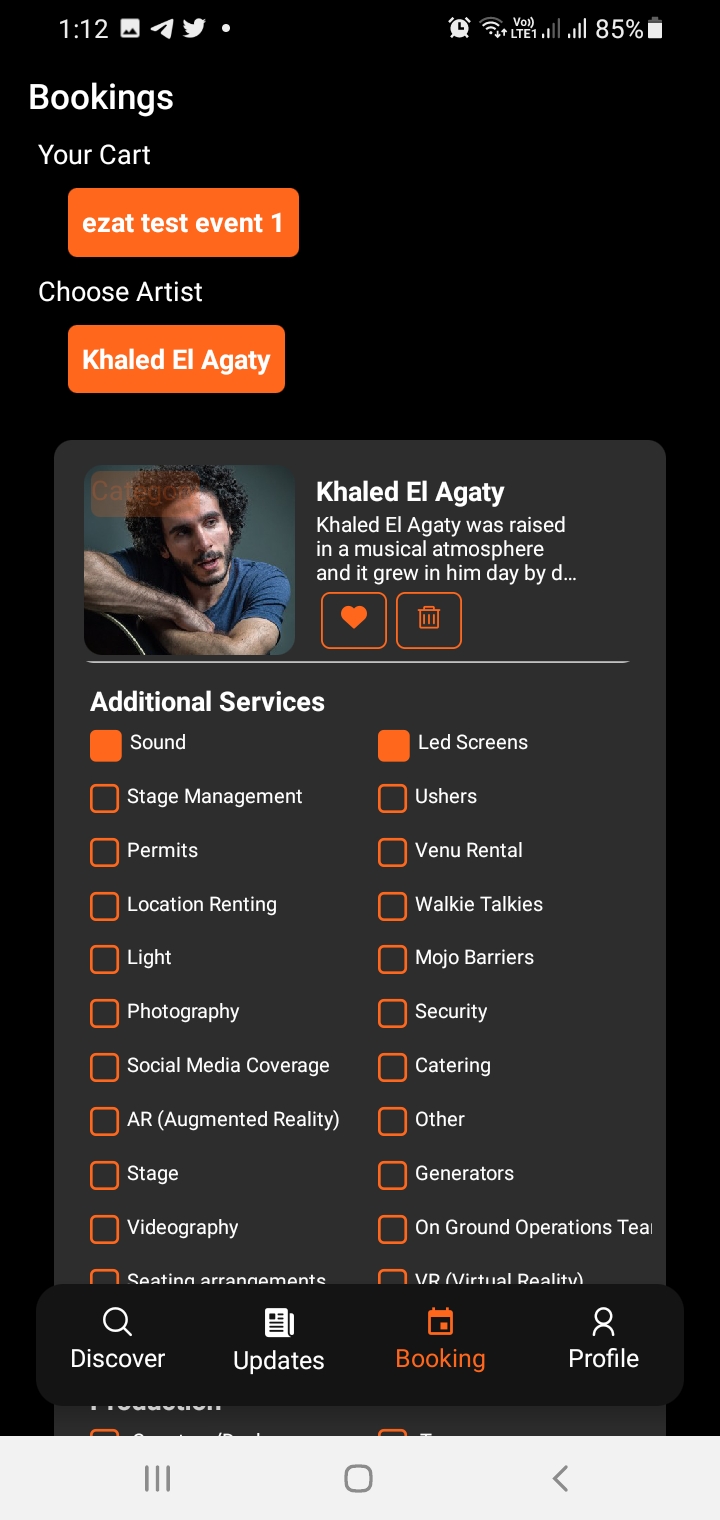 1:12
Vo))
LTE1
85%
Bookings
Your Cart
ezat test event 1
Choose Artist
Khaled El Agaty
Khaled El Agaty
Khaled El Agaty was raised
in a musical atmosphere
and it grew in him day by d...
Additional Services
Sound
Led Screens
Stage Management
Ushers
Permits
Venu Rental
Location Renting
Walkie Talkies
Light
Mojo Barriers
Photography
Security
Social Media Coverage
Catering
AR (Augmented Reality)
Other
Stage
Generators
Videography
On Ground Operations Tea
Seating arrangements
VR (Virtual Reality)
Discover
Updates
Booking
Profile
Production